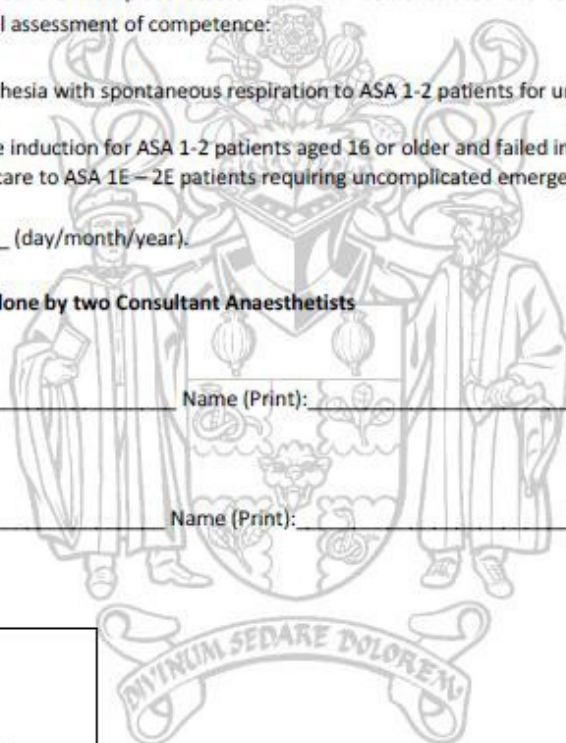 l assessment of competence:
hesia with spontaneous respiration to ASA 1-2 patients for u
e induction for ASA 1-2 patients aged 16 or older and failed in
care to ASA 1E – 2E patients requiring uncomplicated emerge
_ (day/month/year).
done by two Consultant Anaesthetists
Name (Print):
Name (Print):
DIVINUM SEDARE DOLOREM